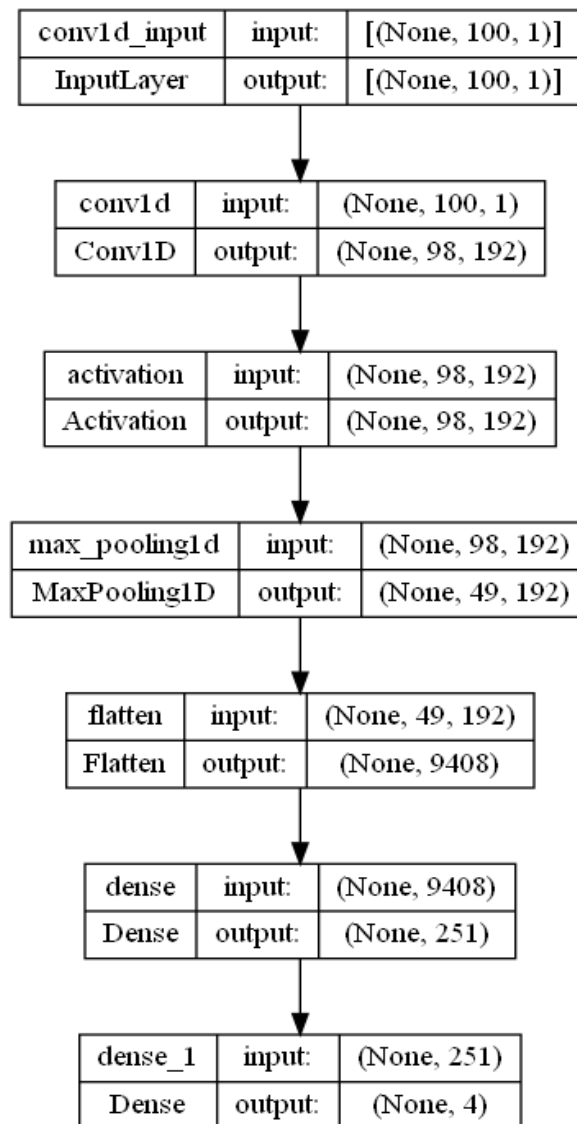 conv1d_input input: [(None, 100, 1)]
InputLayer output: [(None, 100, 1)]
conv1d input: (None, 100, 1)
Conv1D output: (None, 98, 192)
activation input: (None, 98, 192)
Activation output: (None, 98, 192)
max_pooling1d input: (None, 98, 192)
MaxPooling1D output: (None, 49, 192)
flatten input: (None, 49, 192)
Flatten output: (None, 9408)
dense input: (None, 9408)
Dense output: (None, 251)
dense_1 input: (None, 251)
Dense output: (None, 4)